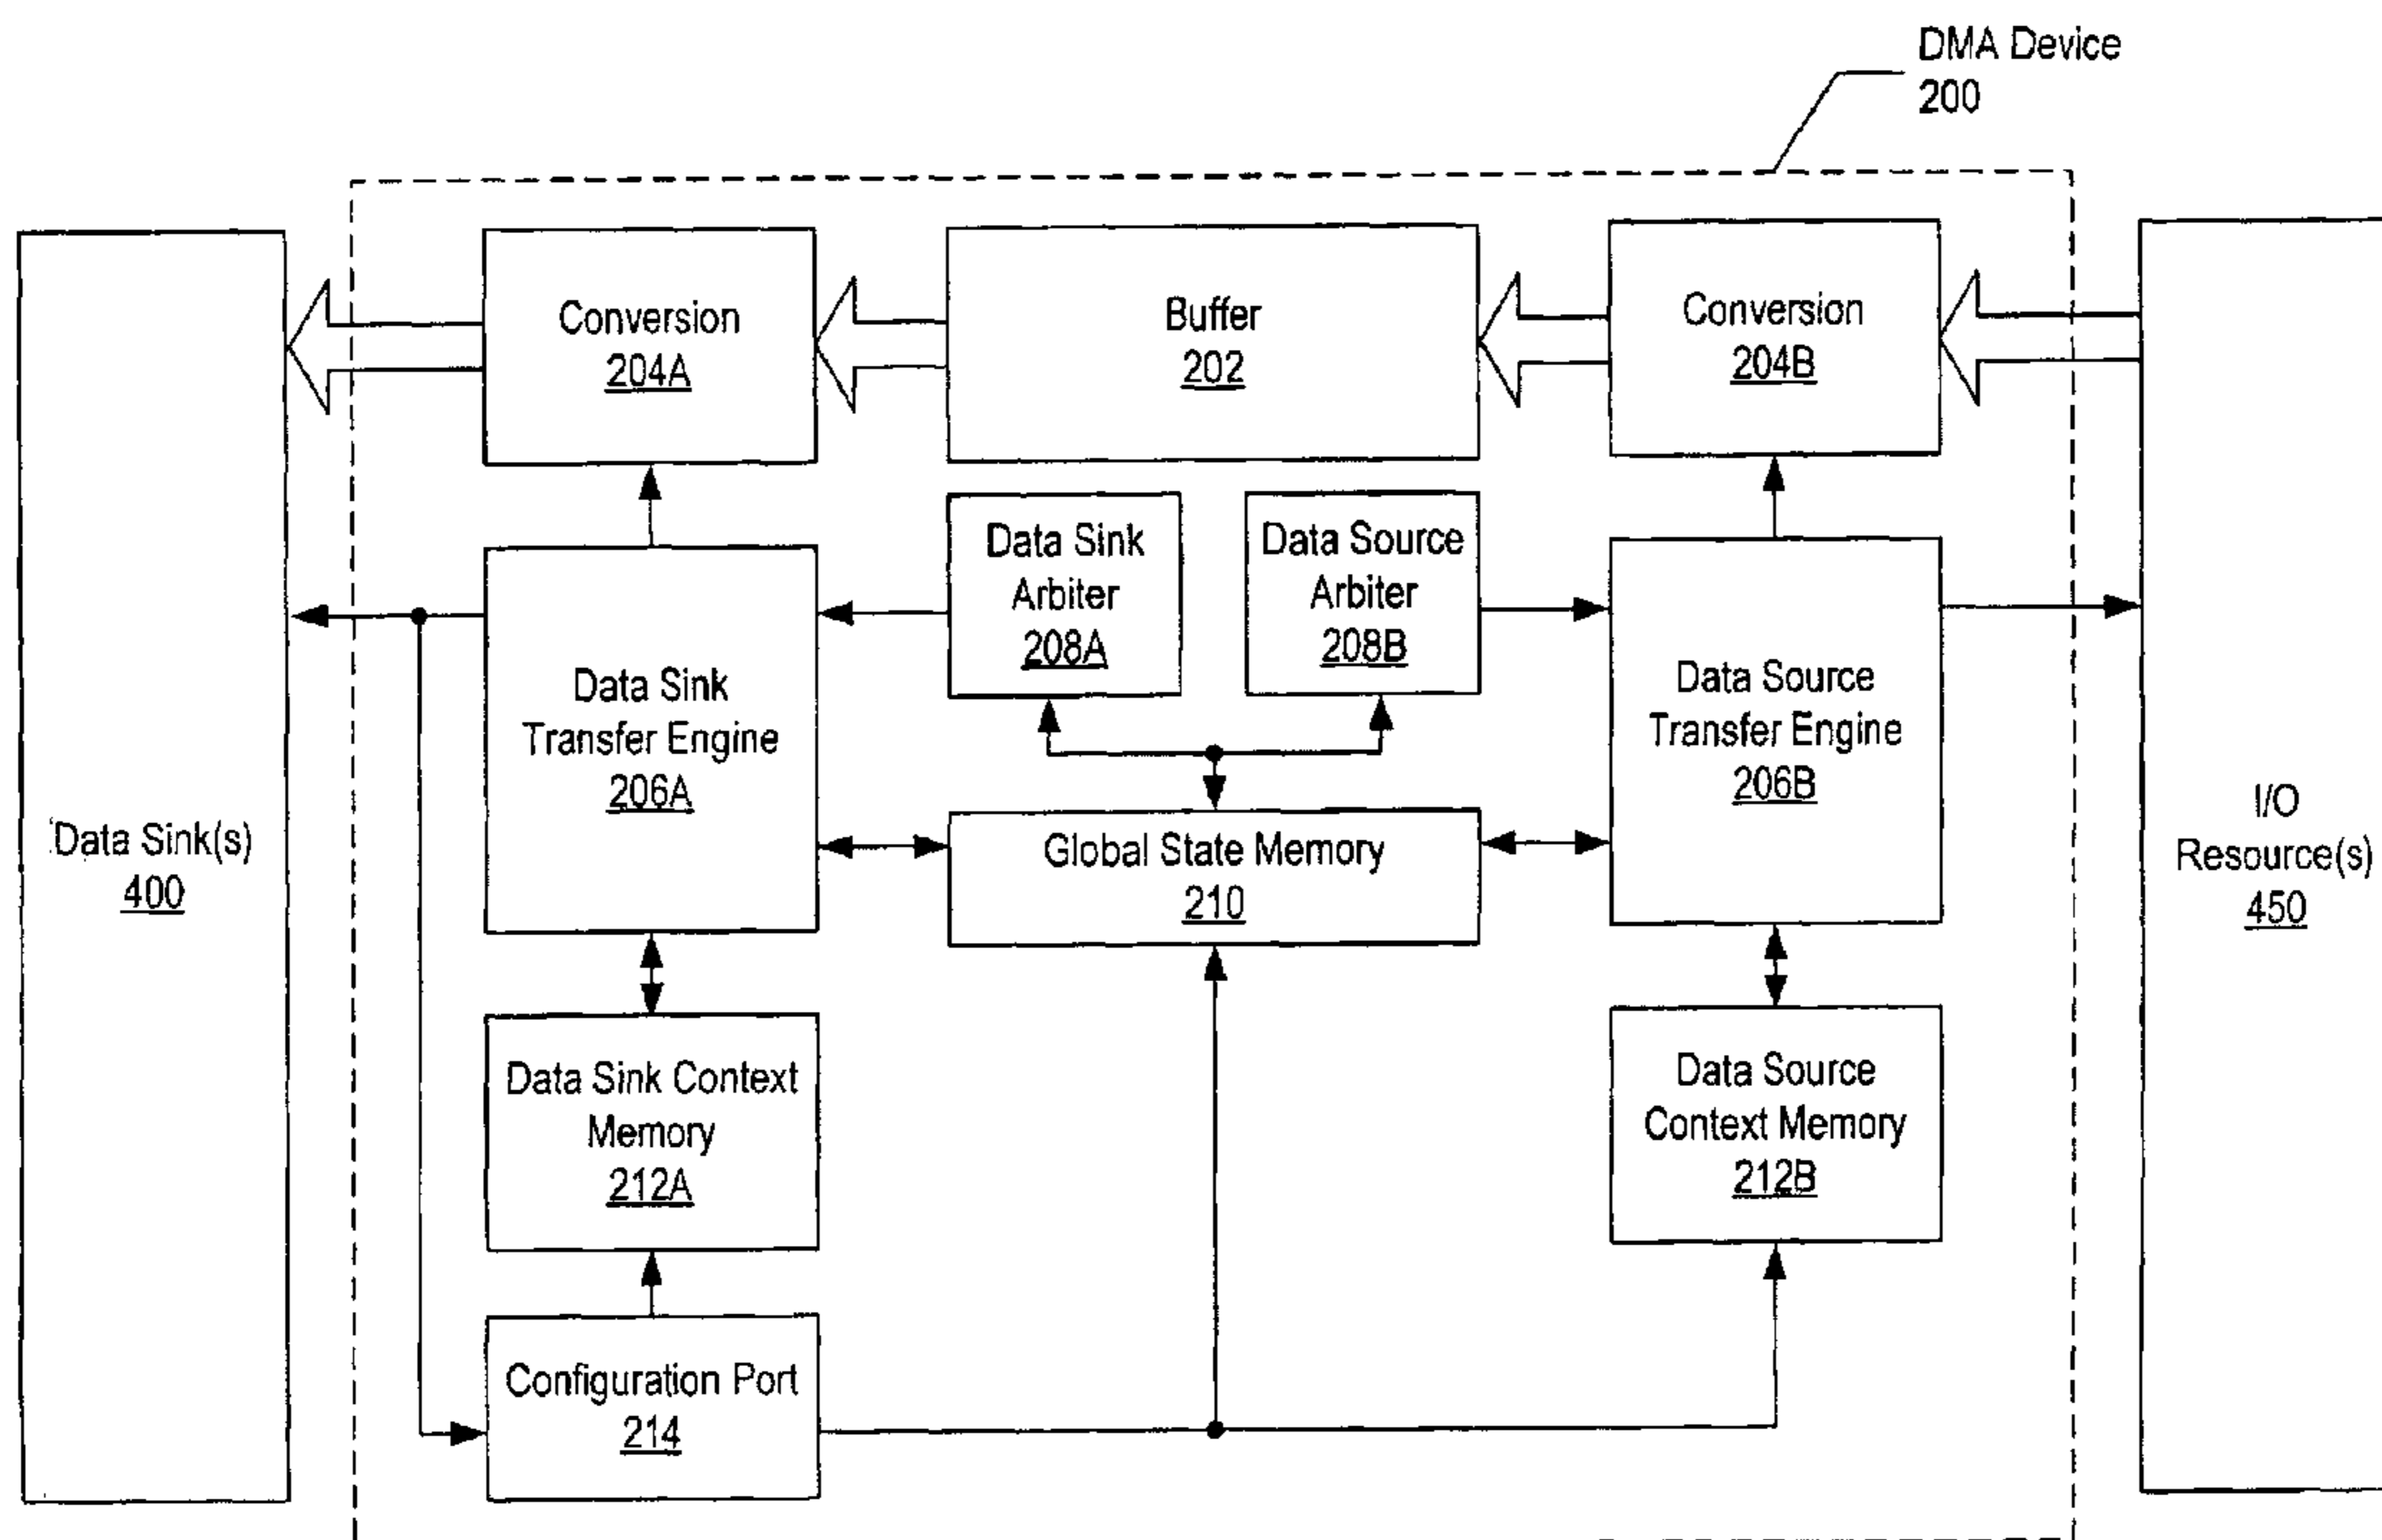 DMA Device
200
Conversion
204A
Buffer
202
Conversion
204B
Data Sink
Arbiter
208A
Data Source
Arbiter
208B
Data Sink
Transfer Engine
206A
Data Source
Transfer Engine
206B
Data Sink(s)
400
Global State Memory
210
I/O
Resource(s)
450
Data Sink Context
Memory
212A
Data Source
Context Memory
212B
Configuration Port
214